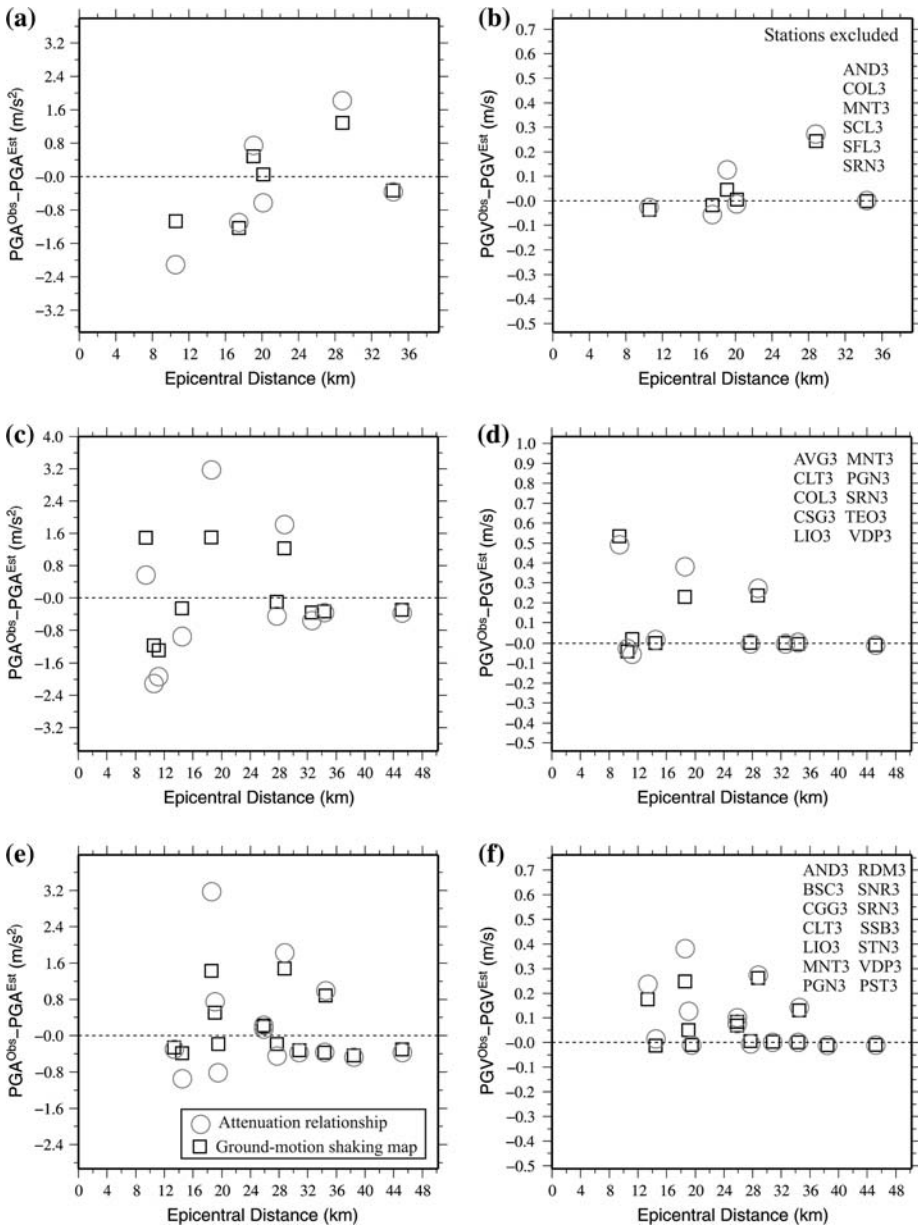 (a)
3.2
2.4
1.6
0.8
−0.0
−0.8
−1.6
−2.4
−3.2
PGA^Obs–PGA^Est (m/s²)
0 4 8 12 16 20 24 28 32 36
Epicentral Distance (km)
(b)
0.7
0.6
0.5
0.4
0.3
0.2
0.1
−0.0
−0.1
−0.2
−0.3
−0.4
−0.5
PGV^Obs–PGV^Est (m/s)
Stations excluded
AND3
COL3
MNT3
SCL3
SFL3
SRN3
0 4 8 12 16 20 24 28 32 36
Epicentral Distance (km)
(c)
4.0
3.2
2.4
1.6
0.8
−0.0
−0.8
−1.6
−2.4
−3.2
PGA^Obs–PGA^Est (m/s²)
0 4 8 12 16 20 24 28 32 36 40 44 48
Epicentral Distance (km)
(d)
1.0
0.9
0.8
0.7
0.6
0.5
0.4
0.3
0.2
0.1
−0.0
−0.1
−0.2
−0.3
−0.4
−0.5
PGV^Obs–PGV^Est (m/s)
AVG3 MNT3
CLT3 PGN3
COL3 SRN3
CSG3 TEO3
LIO3 VDP3
0 4 8 12 16 20 24 28 32 36 40 44 48
Epicentral Distance (km)
(e)
3.2
2.4
1.6
0.8
−0.0
−0.8
−1.6
−2.4
PGA^Obs–PGA^Est (m/s²)
Attenuation relationship
Ground-motion shaking map
0 4 8 12 16 20 24 28 32 36 40 44 48
Epicentral Distance (km)
(f)
0.7
0.6
0.5
0.4
0.3
0.2
0.1
−0.0
−0.1
−0.2
−0.3
−0.4
−0.5
PGV^Obs–PGV^Est (m/s)
AND3 RDM3
BSC3 SNR3
CGG3 SRN3
CLT3 SSB3
LIO3 STN3
MNT3 VDP3
PGN3 PST3
0 4 8 12 16 20 24 28 32 36 40 44 48
Epicentral Distance (km)